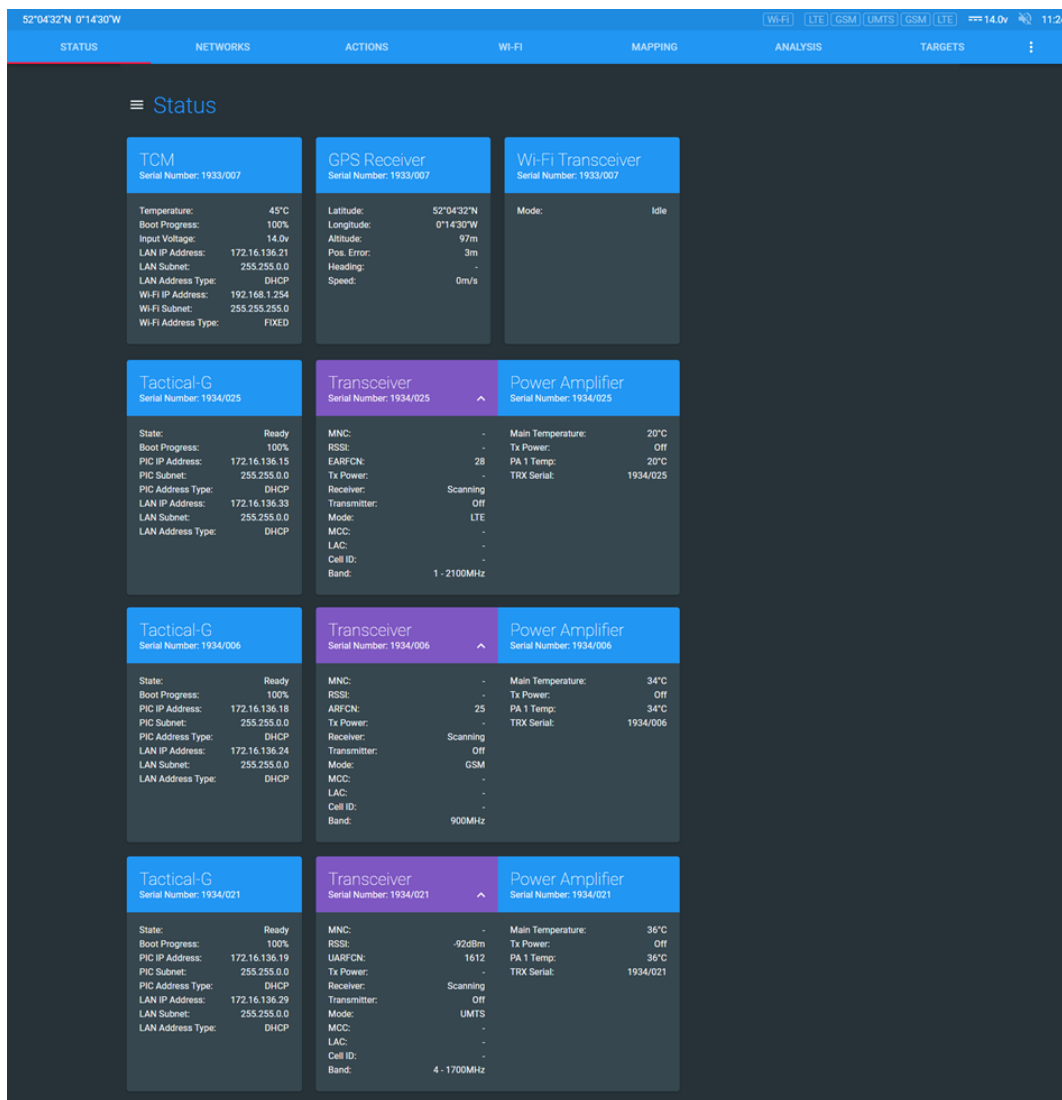 52°04'32"N 0°14'30"W Wi-Fi LTE GSM UMTS GSM LTE 14.0v 11:24
STATUS NETWORKS ACTIONS WI-FI MAPPING ANALYSIS TARGETS
Status
TCM
Serial Number: 1933/007
Temperature: 45°C
Boot Progress: 100%
Input Voltage: 14.0v
LAN IP Address: 172.16.136.21
LAN Subnet: 255.255.0.0
LAN Address Type: DHCP
Wi-Fi IP Address: 192.168.1.254
Wi-Fi Subnet: 255.255.255.0
Wi-Fi Address Type: FIXED
GPS Receiver
Serial Number: 1933/007
Latitude: 52°04'32"N
Longitude: 0°14'30"W
Altitude: 97m
Pos. Error: 3m
Heading: -
Speed: 0m/s
Wi-Fi Transceiver
Serial Number: 1933/007
Mode: Idle
Tactical-G
Serial Number: 1934/025
State: Ready
Boot Progress: 100%
PIC IP Address: 172.16.136.15
PIC Subnet: 255.255.0.0
PIC Address Type: DHCP
LAN IP Address: 172.16.136.33
LAN Subnet: 255.255.0.0
LAN Address Type: DHCP
Transceiver
Serial Number: 1934/025
MNC: -
RSSI: -
EARFCN: 28
Tx Power: -
Receiver: Scanning
Transmitter: Off
Mode: LTE
MCC: -
LAC: -
Cell ID: -
Band: 1 - 2100MHz
Power Amplifier
Serial Number: 1934/025
Main Temperature: 20°C
Tx Power: Off
PA 1 Temp: 20°C
TRX Serial: 1934/025
Tactical-G
Serial Number: 1934/006
State: Ready
Boot Progress: 100%
PIC IP Address: 172.16.136.18
PIC Subnet: 255.255.0.0
PIC Address Type: DHCP
LAN IP Address: 172.16.136.24
LAN Subnet: 255.255.0.0
LAN Address Type: DHCP
Transceiver
Serial Number: 1934/006
MNC: -
RSSI: -
ARFCN: 25
Tx Power: -
Receiver: Scanning
Transmitter: Off
Mode: GSM
MCC: -
LAC: -
Cell ID: -
Band: 900MHz
Power Amplifier
Serial Number: 1934/006
Main Temperature: 34°C
Tx Power: Off
PA 1 Temp: 34°C
TRX Serial: 1934/006
Tactical-G
Serial Number: 1934/021
State: Ready
Boot Progress: 100%
PIC IP Address: 172.16.136.19
PIC Subnet: 255.255.0.0
PIC Address Type: DHCP
LAN IP Address: 172.16.136.29
LAN Subnet: 255.255.0.0
LAN Address Type: DHCP
Transceiver
Serial Number: 1934/021
MNC: -
RSSI: -92dBm
UARFCN: 1612
Tx Power: -
Receiver: Scanning
Transmitter: Off
Mode: UMTS
MCC: -
LAC: -
Cell ID: -
Band: 4 - 1700MHz
Power Amplifier
Serial Number: 1934/021
Main Temperature: 36°C
Tx Power: Off
PA 1 Temp: 36°C
TRX Serial: 1934/021